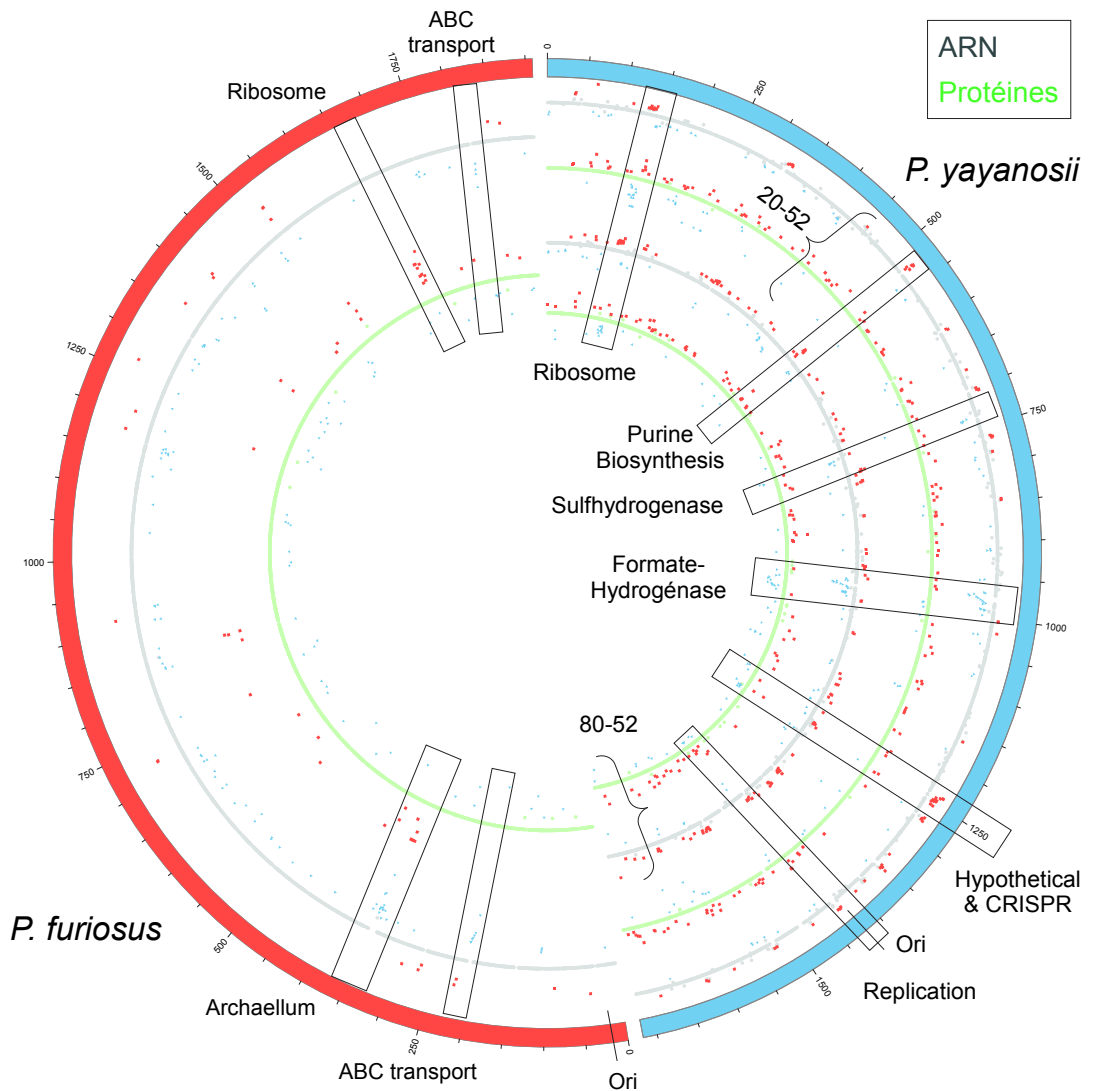 ABC
transport
Ribosome
ARN
Protéines
P. yayanosii
20-52
0
250
500
750
1000
1250
1500
Ribosome
Purine
Biosynthesis
Sulfhydrogenase
Formate-
Hydrogénase
80-52
Hypothetical
& CRISPR
Ori
Replication
P. furiosus
Archaellum
ABC transport
Ori
0
250
500
750
1000
1250
1500
1750